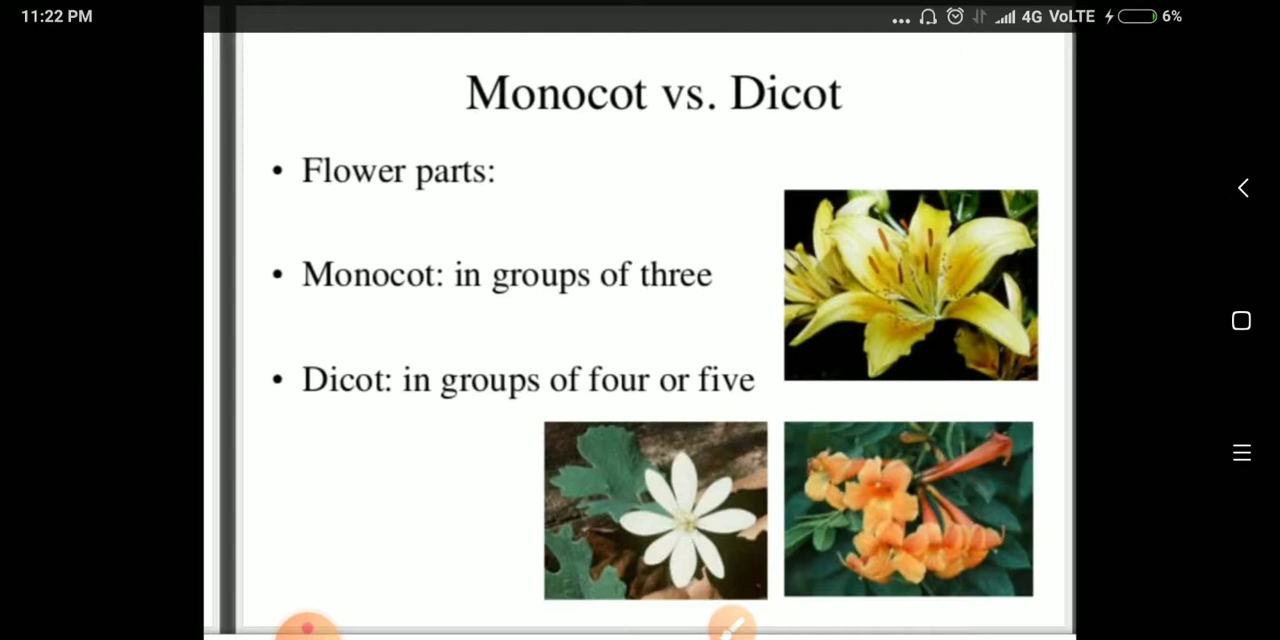 11:22 PM
4G VoLTE 6%
Monocot vs. Dicot
• Flower parts:
• Monocot: in groups of three
• Dicot: in groups of four or five